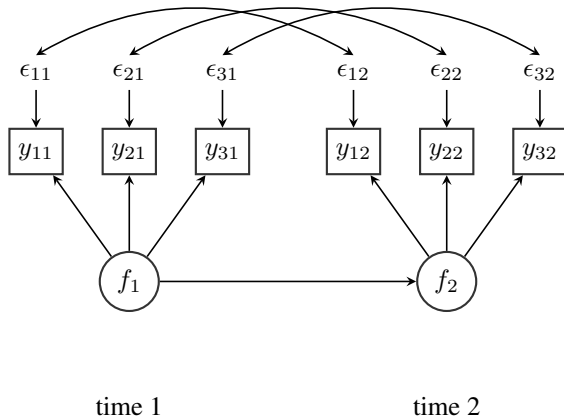 ϵ₁₁ ϵ₂₁ ϵ₃₁ ϵ₁₂ ϵ₂₂ ϵ₃₂
y₁₁ y₂₁ y₃₁ y₁₂ y₂₂ y₃₂
f₁ f₂
time 1 time 2